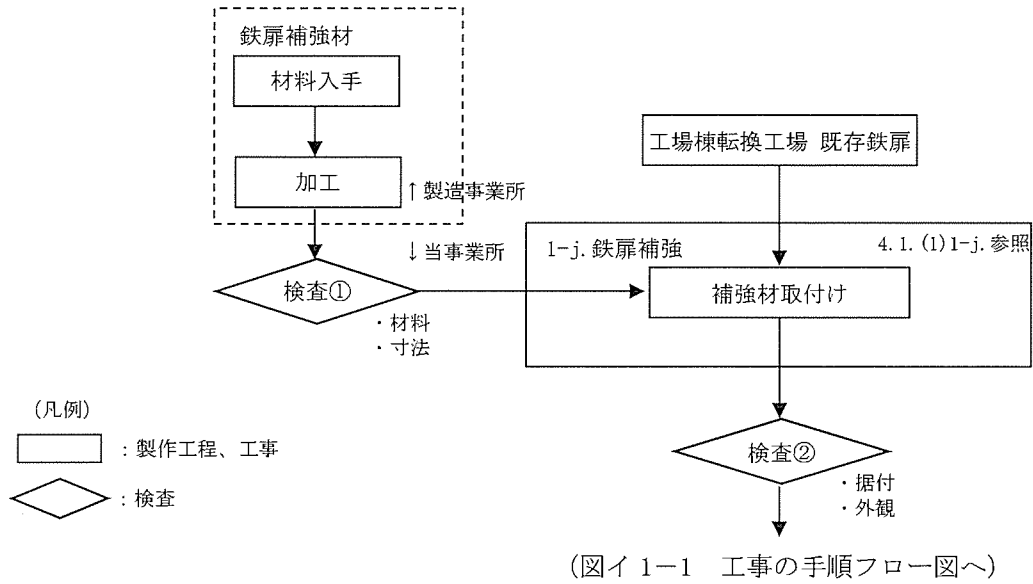 鉄扉補強材
材料入手
加工
↑製造事業所
↓当事業所
検査①
・材料
・寸法
工場棟転換工場 既存鉄扉
1-j.鉄扉補強
4.1.(1)1-j.参照
補強材取付け
検査②
・据付
・外観
(凡例)
：製作工程、工事
：検査
(図イ1－1　工事の手順フロー図へ)